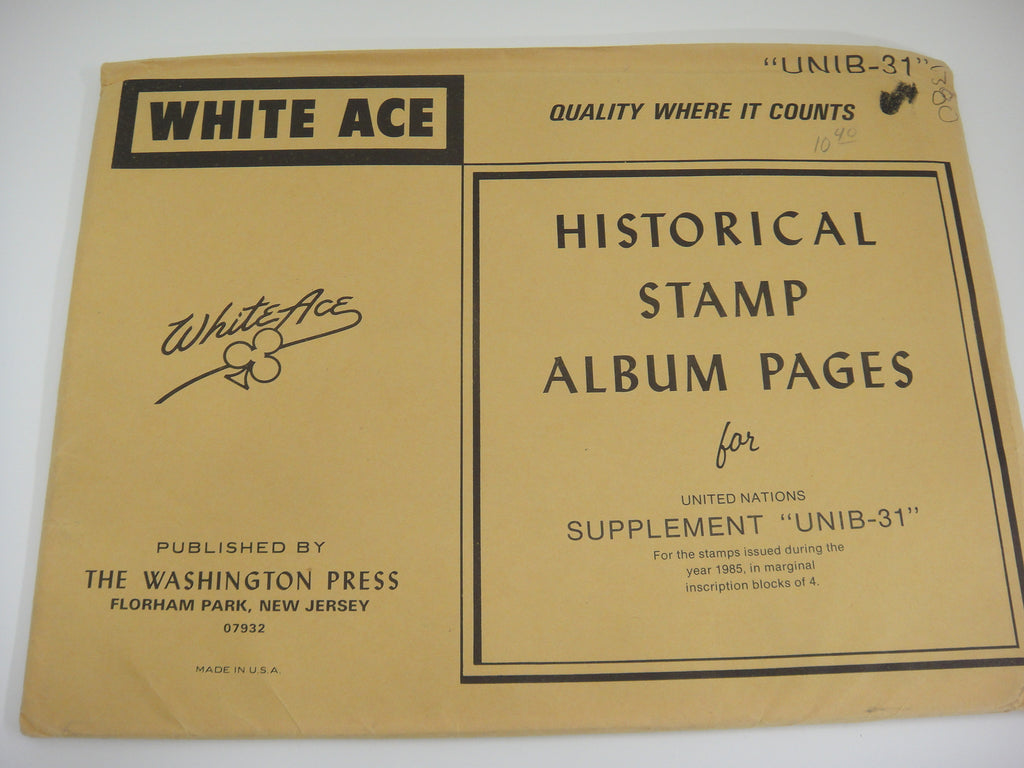 "UNIB-31"
1380
WHITE ACE
QUALITY WHERE IT COUNTS
10 40
HISTORICAL
STAMP
ALBUM PAGES
for
UNITED NATIONS
SUPPLEMENT "UNIB-31"
For the stamps issued during the
year 1985, in marginal
inscription blocks of 4.
White Ace
PUBLISHED BY
THE WASHINGTON PRESS
FLORHAM PARK, NEW JERSEY
07932
MADE IN U.S.A.